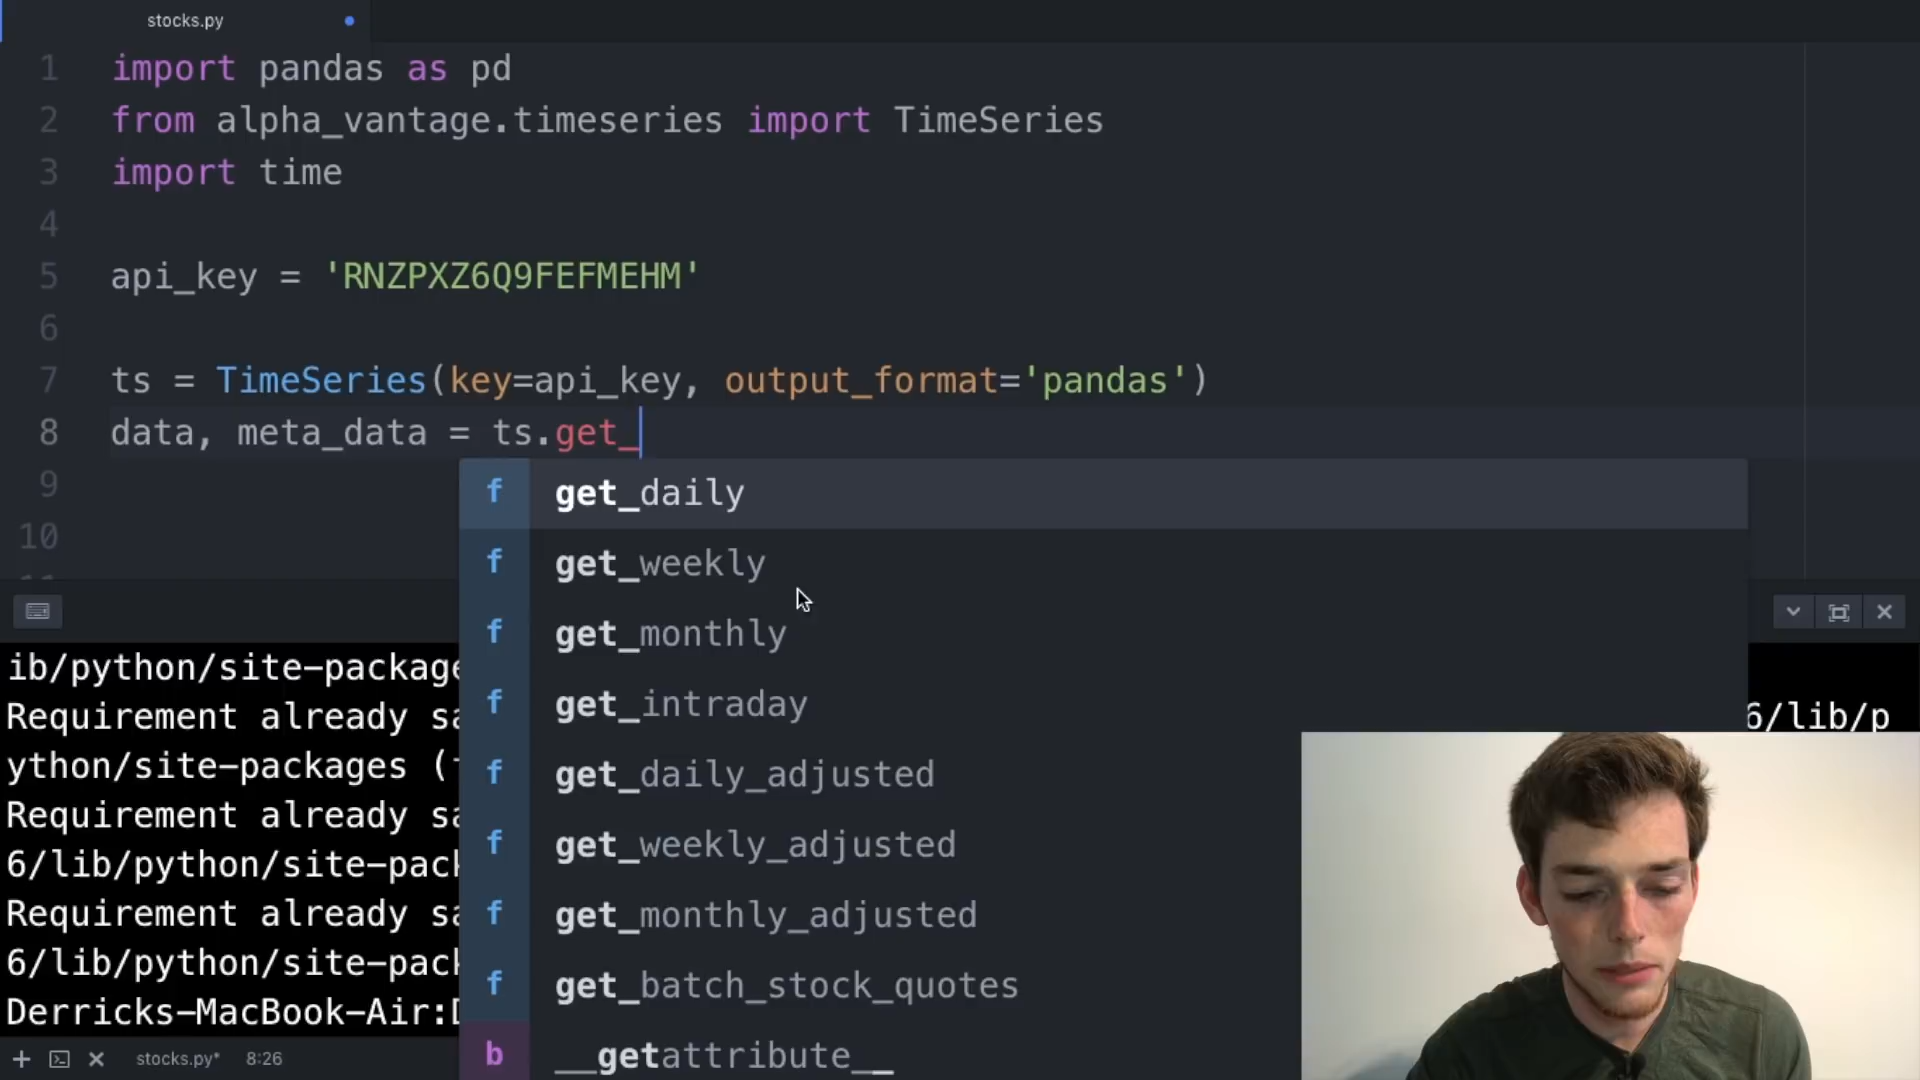 stocks.py
1 import pandas as pd
2 from alpha_vantage.timeseries import TimeSeries
3 import time
4
5 api_key = 'RNZPXZ6Q9FEFMEHM'
6
7 ts = TimeSeries(key=api_key, output_format='pandas')
8 data, meta_data = ts.get_
9
10
f get_daily
f get_weekly
f get_monthly
f get_intraday
f get_daily_adjusted
f get_weekly_adjusted
f get_monthly_adjusted
f get_batch_stock_quotes
b __getattribute__
ib/python/site-package
Requirement already sa 6/lib/p
ython/site-packages (
Requirement already sa
6/lib/python/site-pack
Requirement already sa
6/lib/python/site-pack
Derricks-MacBook-Air:D
stocks.py* 8:26